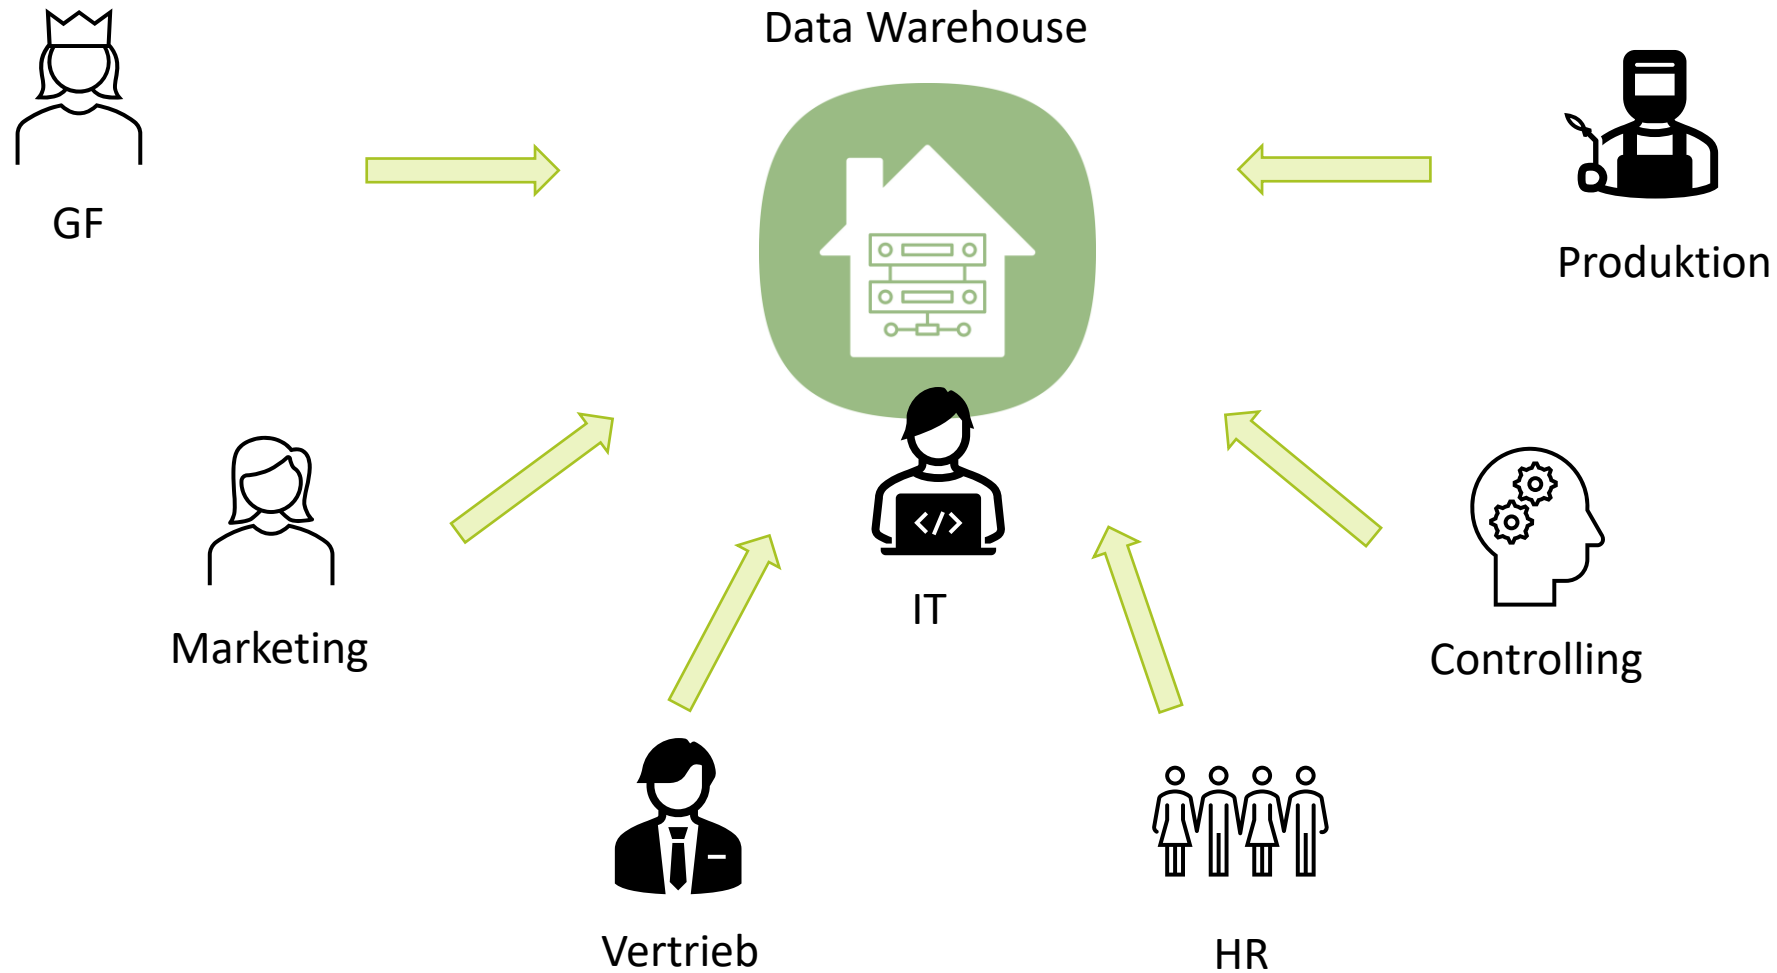 Data Warehouse
GF
Produktion
</>
IT
Marketing
Controlling
Vertrieb
HR